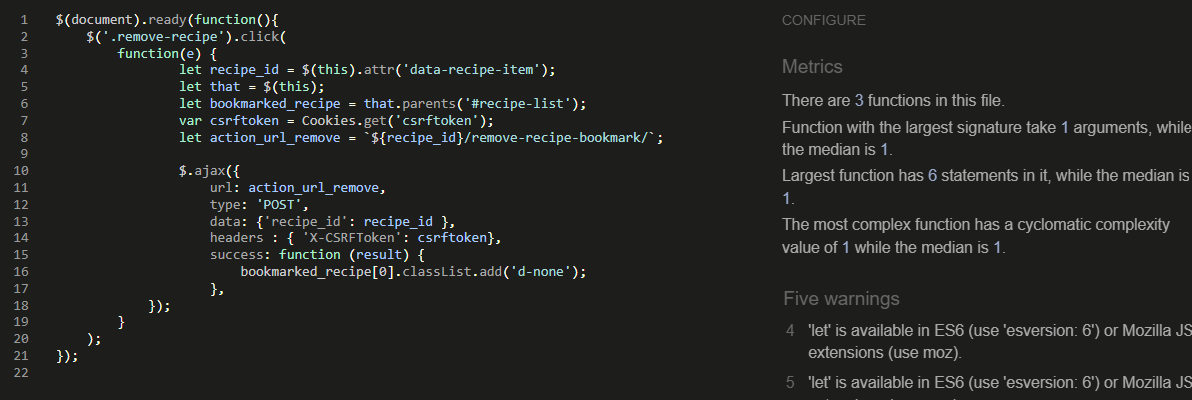 1 $(document).ready(function(){
2 $('.remove-recipe').click(
3 function(e) {
4 let recipe_id = $(this).attr('data-recipe-item');
5 let that = $(this);
6 let bookmarked_recipe = that.parents('#recipe-list');
7 var csrftoken = Cookies.get('csrftoken');
8 let action_url_remove = `${recipe_id}/remove-recipe-bookmark/`;
9
10 $.ajax({
11 url: action_url_remove,
12 type: 'POST',
13 data: {'recipe_id': recipe_id },
14 headers : { 'X-CSRFToken': csrftoken},
15 success: function (result) {
16 bookmarked_recipe[0].classList.add('d-none');
17 },
18 });
19 }
20 );
21 });
22
CONFIGURE
Metrics
There are 3 functions in this file.
Function with the largest signature take 1 arguments, while
the median is 1.
Largest function has 6 statements in it, while the median is
1.
The most complex function has a cyclomatic complexity
value of 1 while the median is 1.
Five warnings
4 'let' is available in ES6 (use 'esversion: 6') or Mozilla JS
extensions (use moz).
5 'let' is available in ES6 (use 'esversion: 6') or Mozilla JS